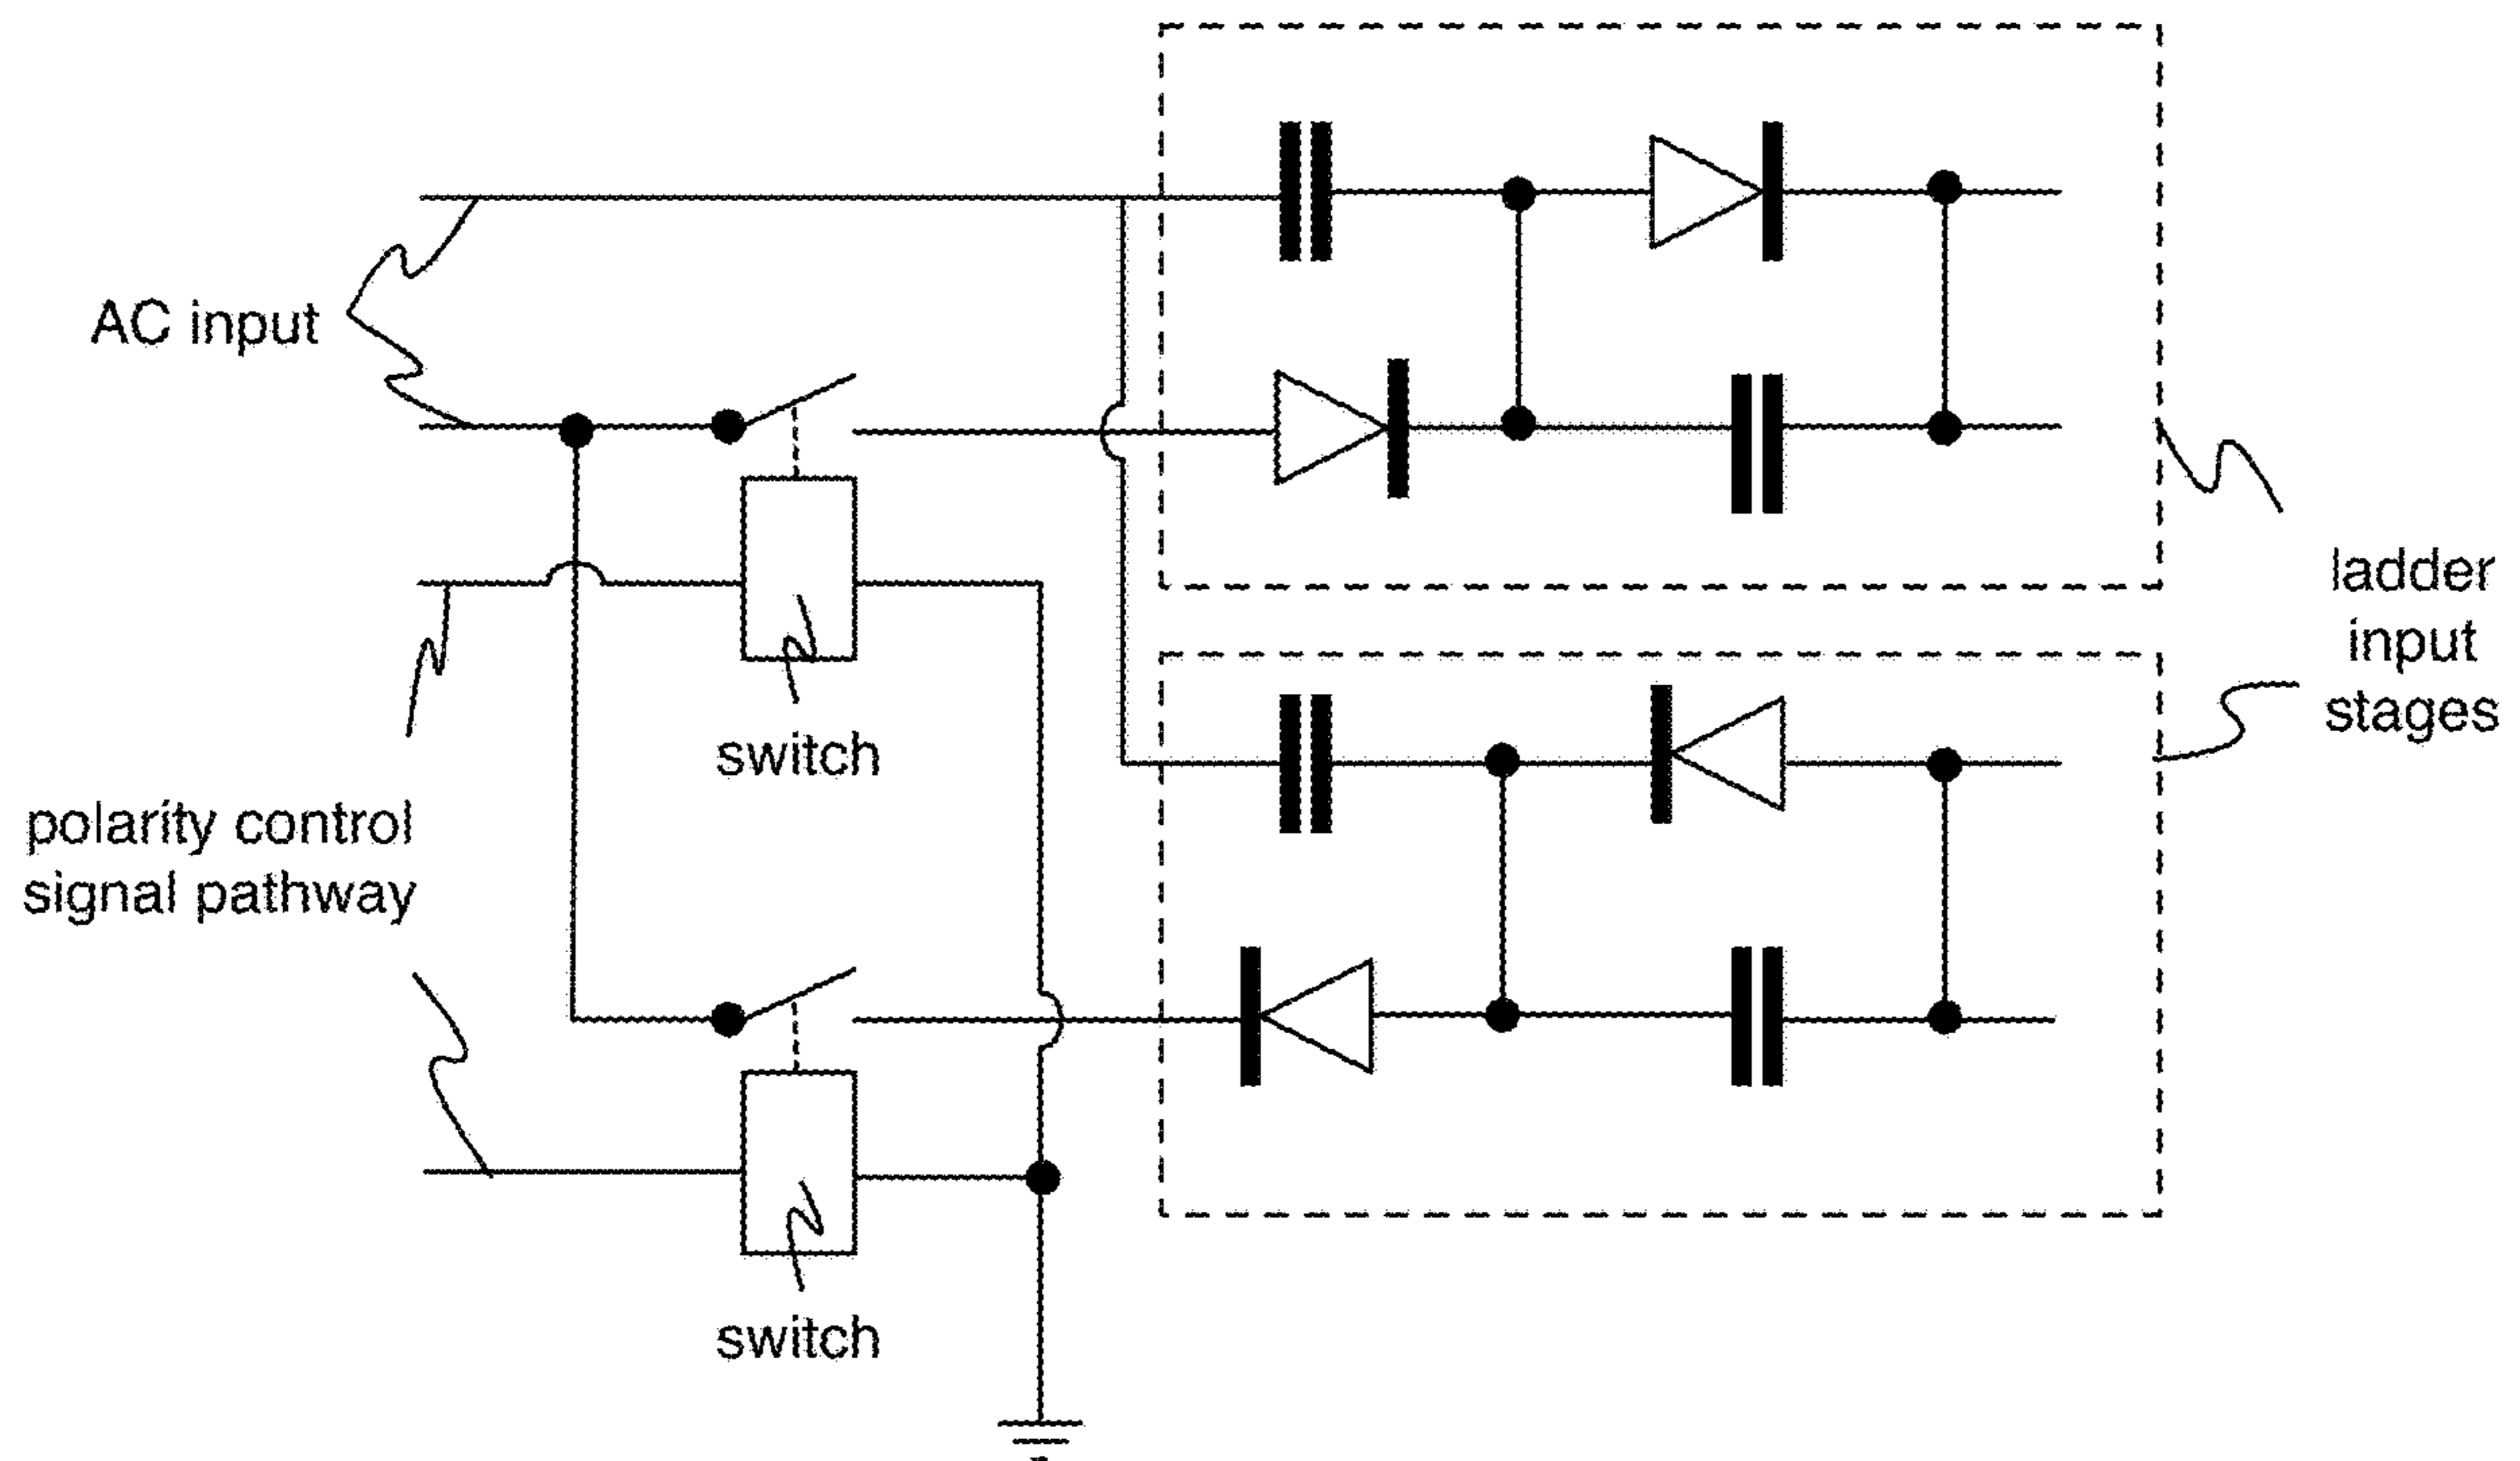 AC input
ladder
input
stages
switch
polarity control
signal pathway
switch